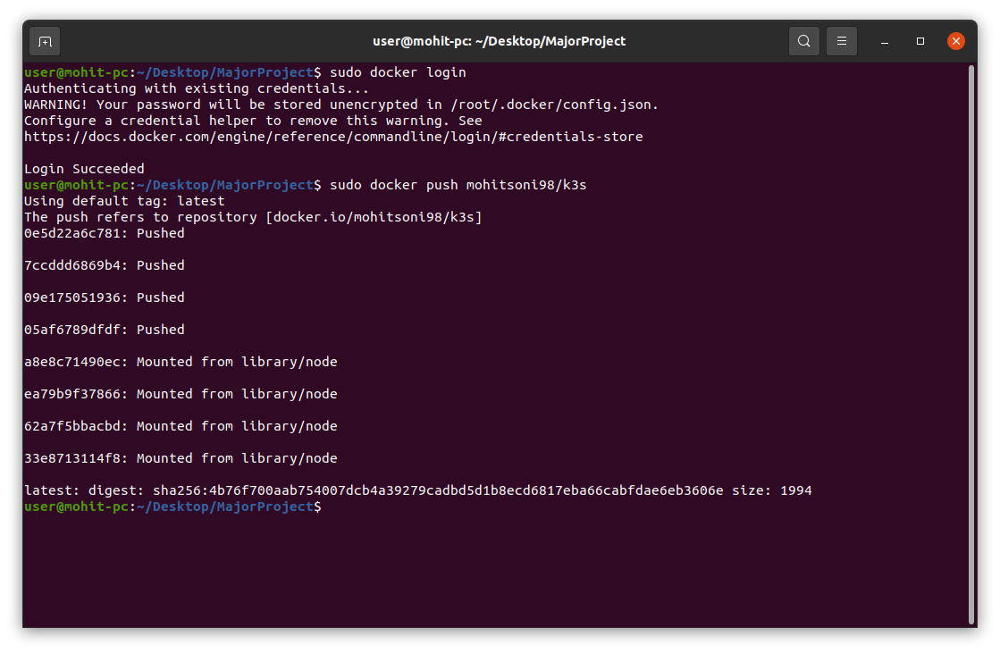 user@mohit-pc: ~/Desktop/MajorProject
user@mohit-pc:~/Desktop/MajorProject$ sudo docker login
Authenticating with existing credentials...
WARNING! Your password will be stored unencrypted in /root/.docker/config.json.
Configure a credential helper to remove this warning. See
https://docs.docker.com/engine/reference/commandline/login/#credentials-store
Login Succeeded
user@mohit-pc:~/Desktop/MajorProject$ sudo docker push mohitsoni98/k3s
Using default tag: latest
The push refers to repository [docker.io/mohitsoni98/k3s]
0e5d22a6c781: Pushed
7ccddd6869b4: Pushed
09e175051936: Pushed
05af6789dfdf: Pushed
a8e8c71490ec: Mounted from library/node
ea79b9f37866: Mounted from library/node
62a7f5bbacbd: Mounted from library/node
33e8713114f8: Mounted from library/node
latest: digest: sha256:4b76f700aab754007dcb4a39279cadbd5d1b8ecd6817eba66cabfdae6eb3606e size: 1994
user@mohit-pc:~/Desktop/MajorProject$